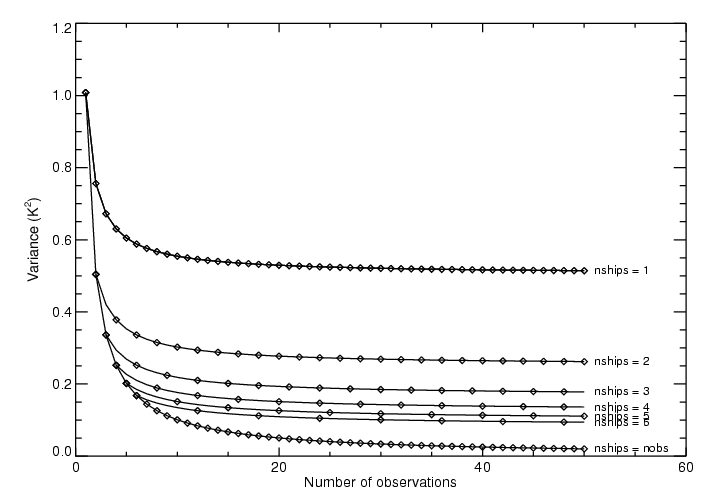 1.2
1.0
0.8
0.6
0.4
0.2
0.0
Variance (K²)
nships = 1
nships = 2
nships = 3
nships = 4
nships = 5
nships = 6
nships = nobs
0 20 40 60
Number of observations